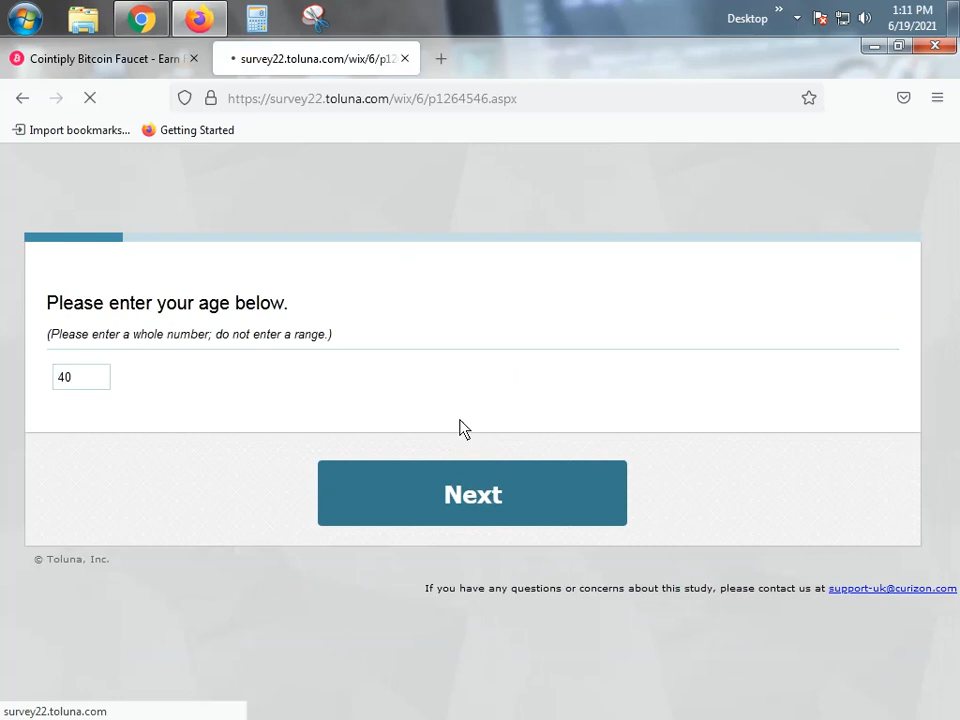 Desktop
»
1:11 PM
6/19/2021
Cointiply Bitcoin Faucet - Earn
survey22.toluna.com/wix/6/p12
https://survey22.toluna.com/wix/6/p1264546.aspx
Import bookmarks...
Getting Started
Please enter your age below.
(Please enter a whole number; do not enter a range.)
40
Next
© Toluna, Inc.
If you have any questions or concerns about this study, please contact us at support-uk@curizon.com
survey22.toluna.com